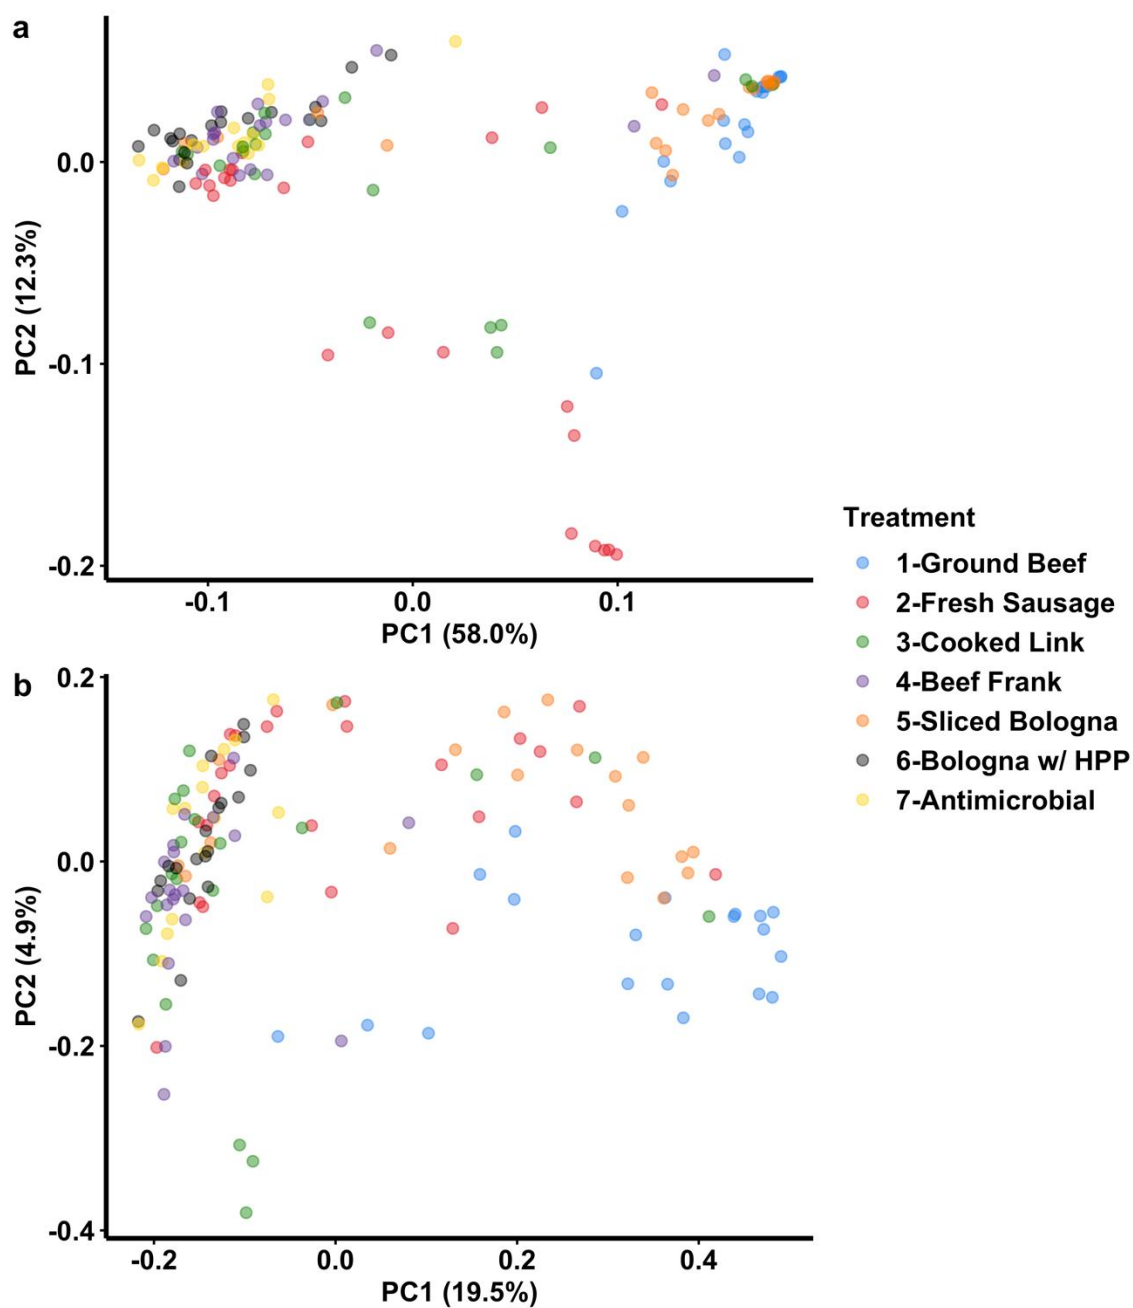 a
0.0
-0.1
-0.2
PC2 (12.3%)
-0.1
0.0
0.1
PC1 (58.0%)
b
0.2
0.0
-0.2
-0.4
PC2 (4.9%)
-0.2
0.0
0.2
0.4
PC1 (19.5%)
Treatment
1-Ground Beef
2-Fresh Sausage
3-Cooked Link
4-Beef Frank
5-Sliced Bologna
6-Bologna w/ HPP
7-Antimicrobial